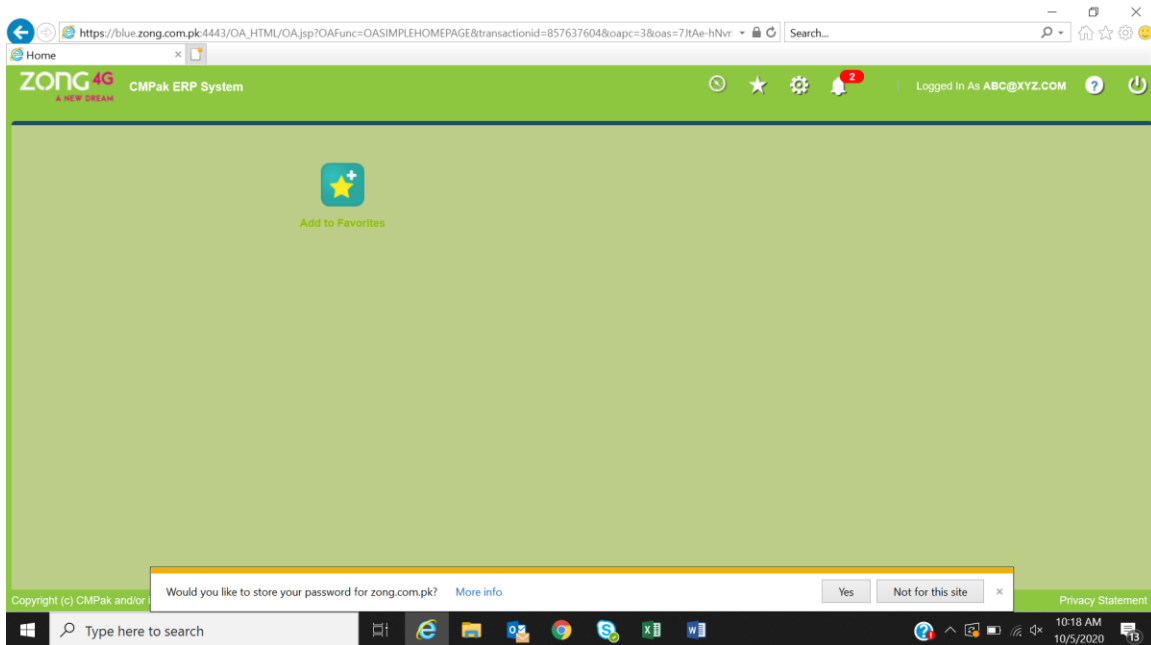 https://blue.zong.com.pk:4443/OA_HTML/OA.jsp?OAFunc=OASIMPLEHOMEPAGE&transactionid=857637604&oapc=3&oas=7JtAe-hNvr
Search...
Home
ZONG 4G
A NEW DREAM
CMPak ERP System
2
Logged In As ABC@XYZ.COM
?
Add to Favorites
Would you like to store your password for zong.com.pk? More info Yes Not for this site
Copyright (c) CMPak and/or i
Privacy Statement
Type here to search
10:18 AM
10/5/2020
13